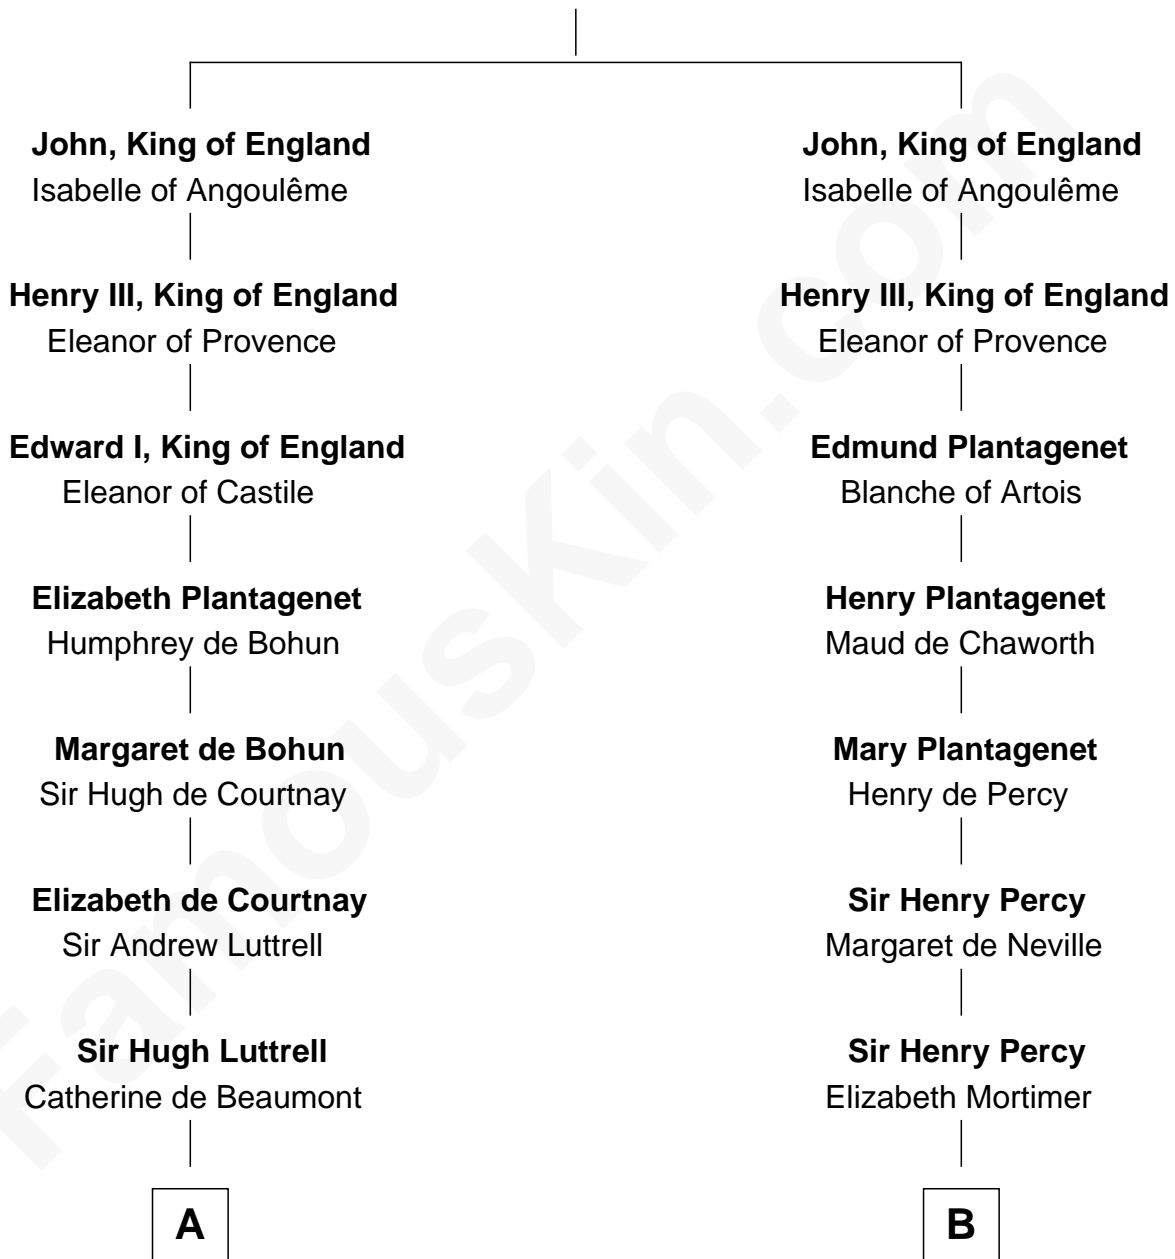 John, King of England
Isabelle of Angoulême
Henry III, King of England
Eleanor of Provence
Edward I, King of England
Eleanor of Castile
Elizabeth Plantagenet
Humphrey de Bohun
Margaret de Bohun
Sir Hugh de Courtnay
Elizabeth de Courtnay
Sir Andrew Luttrell
Sir Hugh Luttrell
Catherine de Beaumont
A
John, King of England
Isabelle of Angoulême
Henry III, King of England
Eleanor of Provence
Edmund Plantagenet
Blanche of Artois
Henry Plantagenet
Maud de Chaworth
Mary Plantagenet
Henry de Percy
Sir Henry Percy
Margaret de Neville
Sir Henry Percy
Elizabeth Mortimer
B
FamousKin.com